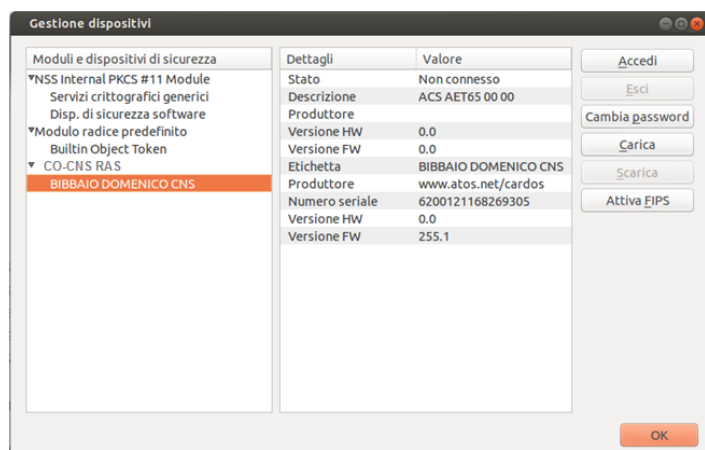 Gestione dispositivi
Moduli e dispositivi di sicurezza
NSS Internal PKCS #11 Module
Servizi crittografici generici
Disp. di sicurezza software
Modulo radice predefinito
Builtin Object Token
CO-CNS RAS
BIBBAIO DOMENICO CNS
Dettagli Valore
Stato Non connesso
Descrizione ACS AET65 00 00
Produttore
Versione HW 0.0
Versione FW 0.0
Etichetta BIBBAIO DOMENICO CNS
Produttore www.atos.net/cardos
Numero seriale 6200121168269305
Versione HW 0.0
Versione FW 255.1
Accedi
Esci
Cambia password
Carica
Scarica
Attiva FIPS
OK